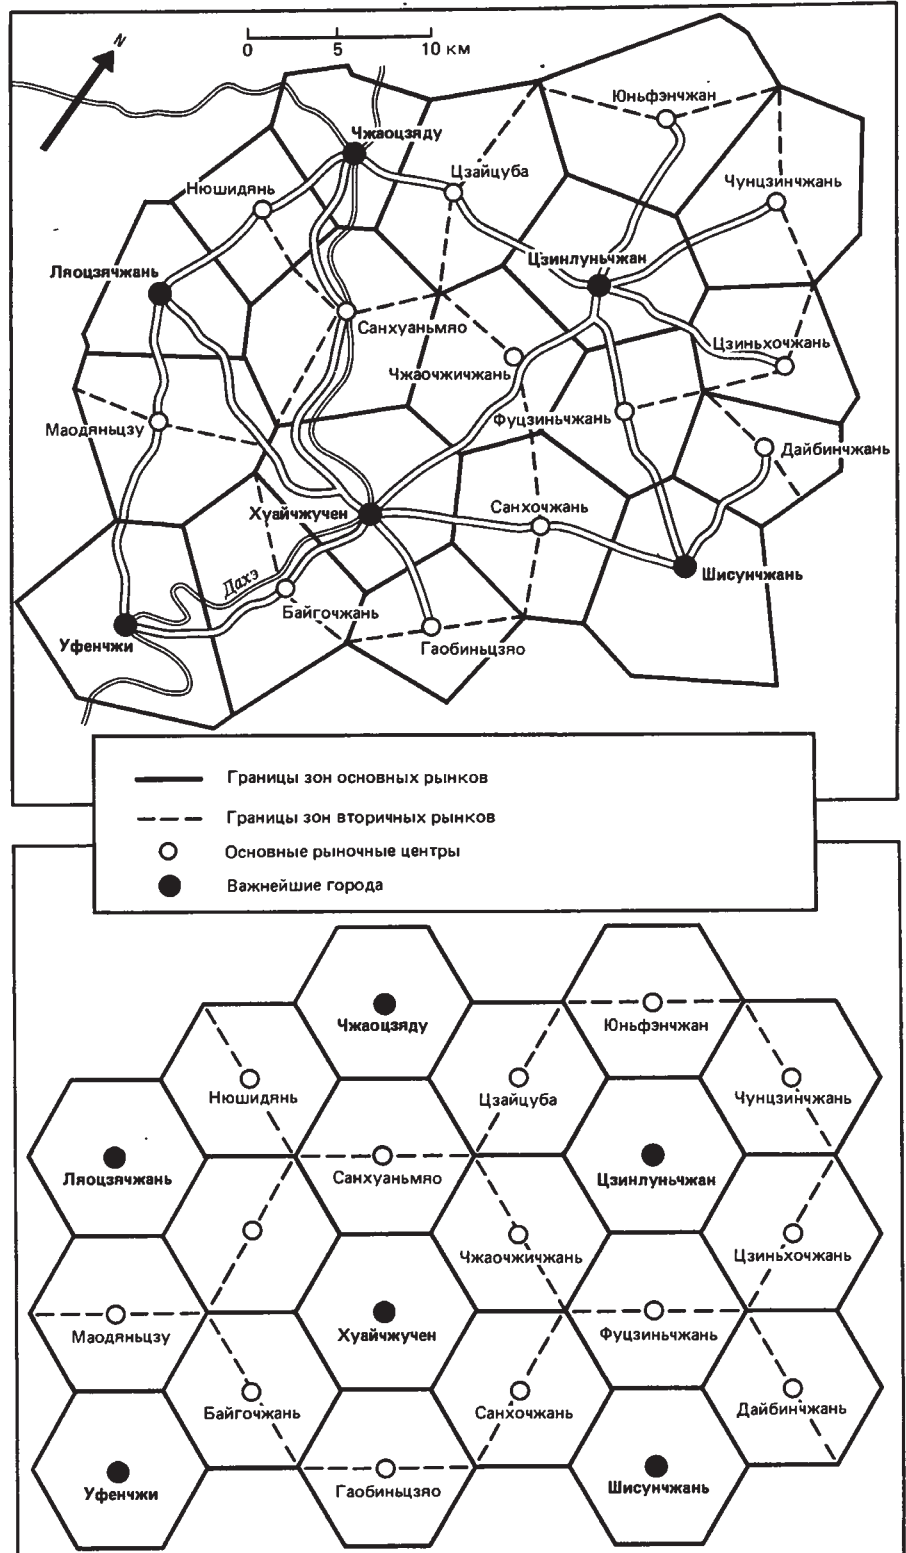 N
0 5 10 км
Юньфэнчжан
Чжаоцзяду
Цзайцуба
Нюшидянь
Чунцзинчжань
Ляоцзячжань
Цзинлуньчжан
Санхуаньмяо
Цзиньхочжань
Чжаочжичжань
Фуцзиньчжань
Маодяньцзу
Дайбинчжань
Санхочжань
Хуайчжучен
Шисунчжань
Дахэ
Байгочжань
Уфенчжи
Гаобиньцзяо
Границы зон основных рынков
Границы зон вторичных рынков
Основные рыночные центры
Важнейшие города
Чжаоцзяду
Юньфэнчжан
Нюшидянь
Цзайцуба
Чунцзинчжань
Ляоцзячжань
Санхуаньмяо
Цзинлуньчжан
Чжаочжичжань
Цзиньхочжань
Маодяньцзу
Хуайчжучен
Фуцзиньчжань
Байгочжань
Санхочжань
Дайбинчжань
Уфенчжи
Гаобиньцзяо
Шисунчжань